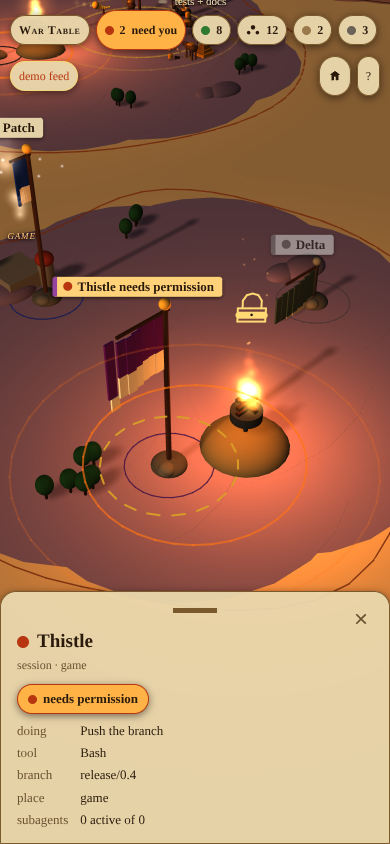 tests + docs
War Table
2 need you
8
12
2
3
demo feed
?
Patch
GAME
Delta
Thistle needs permission
Thistle
session · game
needs permission
doing Push the branch
tool Bash
branch release/0.4
place game
subagents 0 active of 0